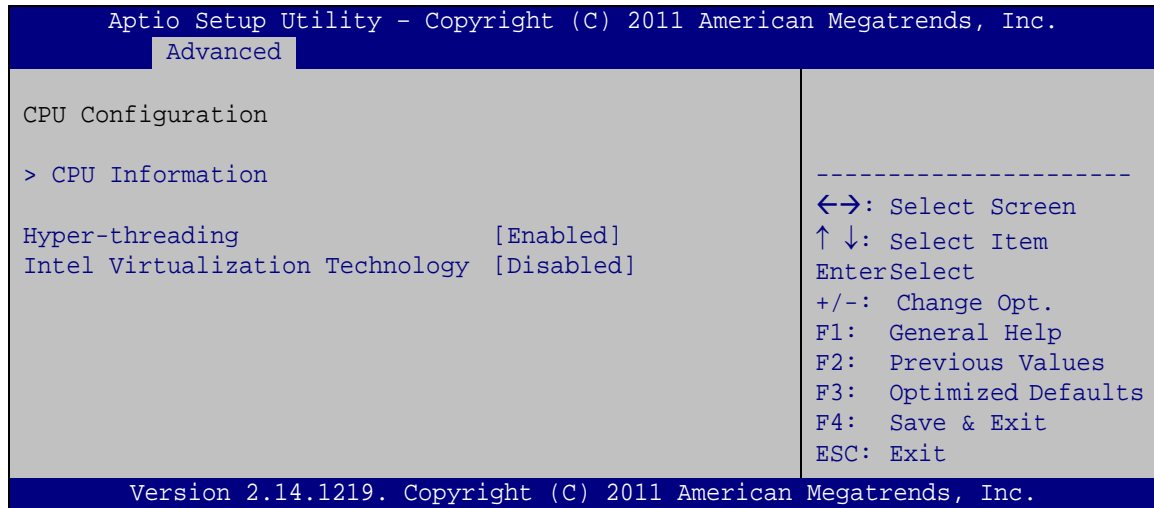 Aptio Setup Utility – Copyright (C) 2011 American Megatrends, Inc.
Advanced
CPU Configuration
> CPU Information
Hyper-threading [Enabled]
Intel Virtualization Technology [Disabled]
----------------------
←→: Select Screen
↑ ↓: Select Item
EnterSelect
+/-: Change Opt.
F1: General Help
F2: Previous Values
F3: Optimized Defaults
F4: Save & Exit
ESC: Exit
Version 2.14.1219. Copyright (C) 2011 American Megatrends, Inc.